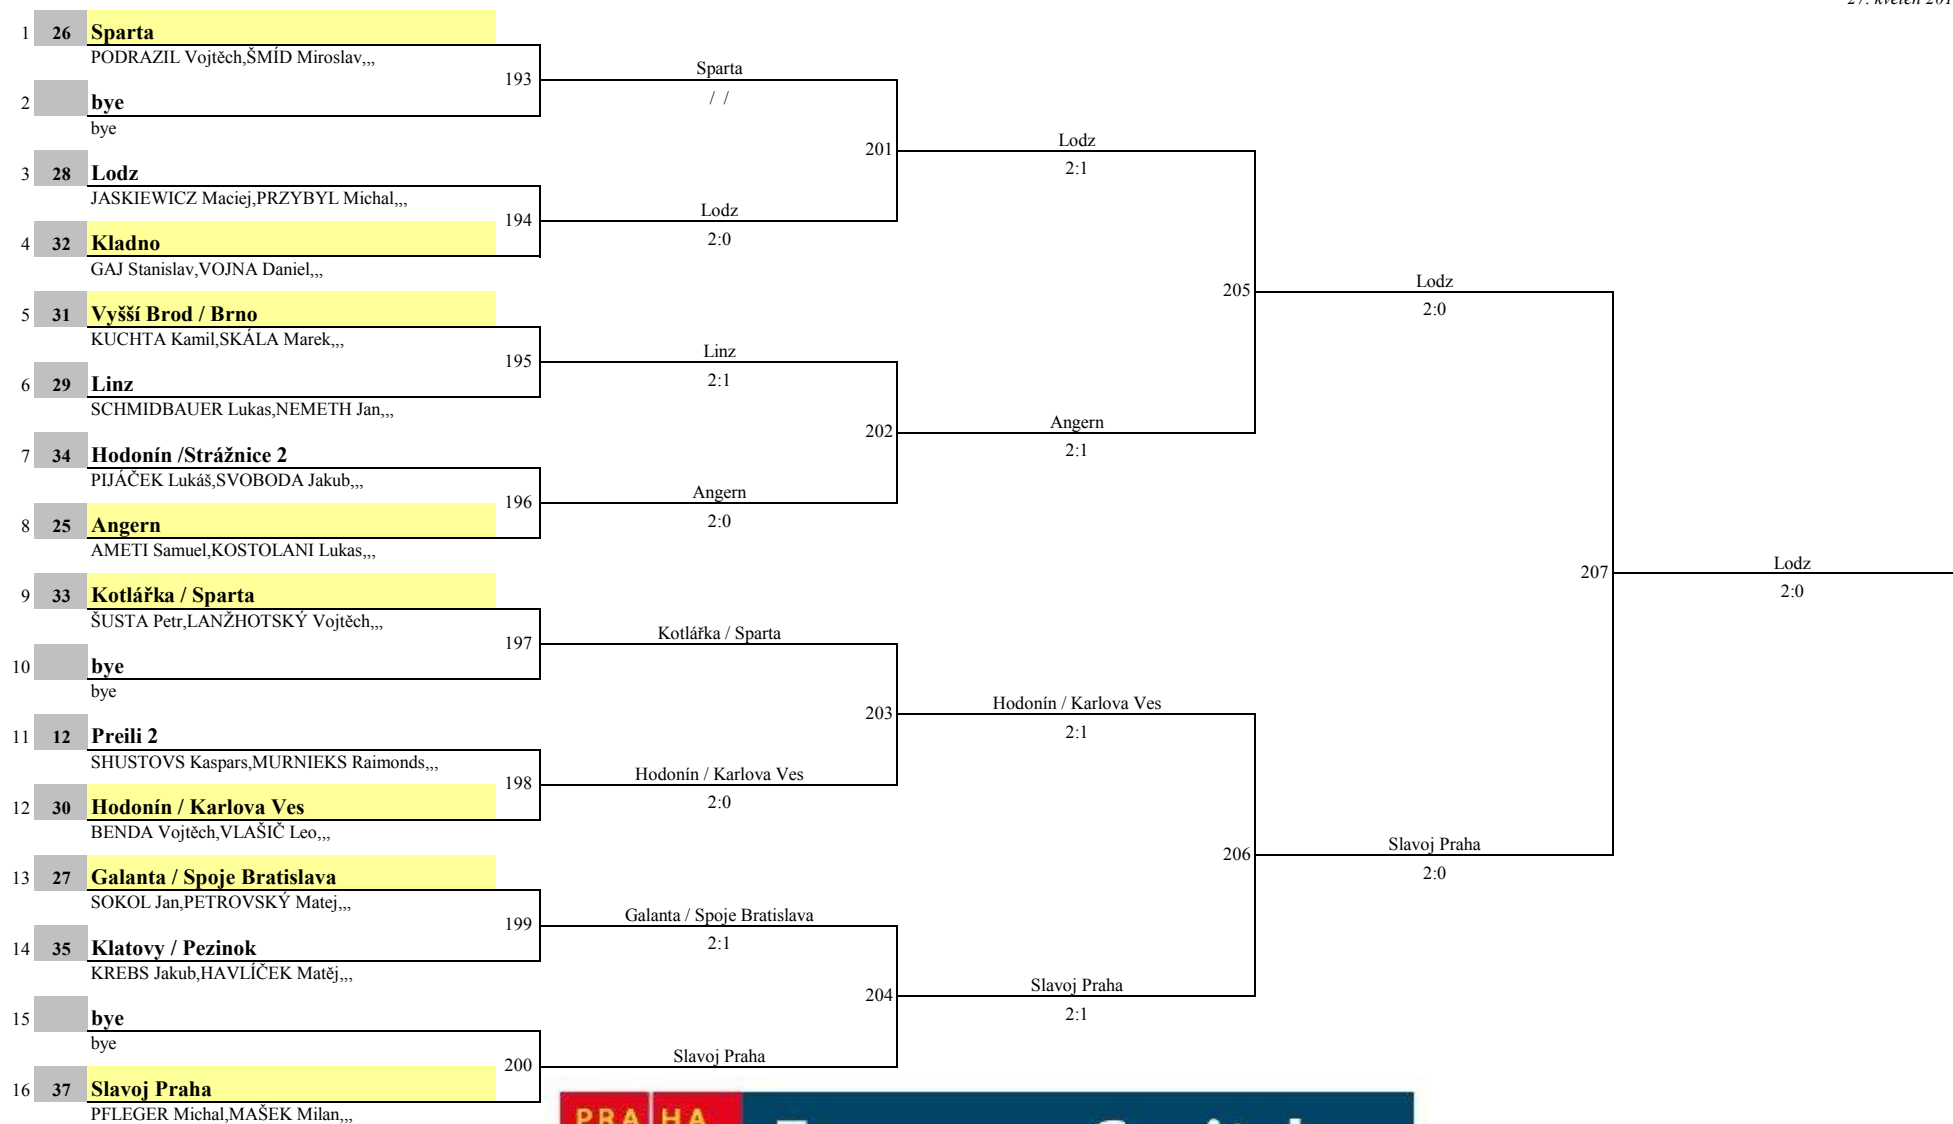 27. květen 201
1 26 Sparta
PODRAZIL Vojtěch,ŠMÍD Miroslav,,,
193
Sparta
/ /
2 bye
bye
201
Lodz
2:1
3 28 Lodz
JASKIEWICZ Maciej,PRZYBYL Michal,,,
194
Lodz
2:0
4 32 Kladno
GAJ Stanislav,VOJNA Daniel,,,
205
Lodz
2:0
5 31 Vyšší Brod / Brno
KUCHTA Kamil,SKÁLA Marek,,,
195
Linz
2:1
6 29 Linz
SCHMIDBAUER Lukas,NEMETH Jan,,,
202
Angern
2:1
7 34 Hodonín /Strážnice 2
PIJÁČEK Lukáš,SVOBODA Jakub,,,
196
Angern
2:0
8 25 Angern
AMETI Samuel,KOSTOLANI Lukas,,,
207
Lodz
2:0
9 33 Kotlářka / Sparta
ŠUSTA Petr,LANŽHOTSKÝ Vojtěch,,,
197
Kotlářka / Sparta
10 bye
bye
203
Hodonín / Karlova Ves
2:1
11 12 Preili 2
SHUSTOVS Kaspars,MURNIEKS Raimonds,,,
198
Hodonín / Karlova Ves
2:0
12 30 Hodonín / Karlova Ves
BENDA Vojtěch,VLAŠIČ Leo,,,
206
Slavoj Praha
2:0
13 27 Galanta / Spoje Bratislava
SOKOL Jan,PETROVSKÝ Matej,,,
199
Galanta / Spoje Bratislava
2:1
14 35 Klatovy / Pezinok
KREBS Jakub,HAVLÍČEK Matěj,,,
204
Slavoj Praha
2:1
15 bye
bye
200
Slavoj Praha
16 37 Slavoj Praha
PFLEGER Michal,MAŠEK Milan,,,
PRA HA